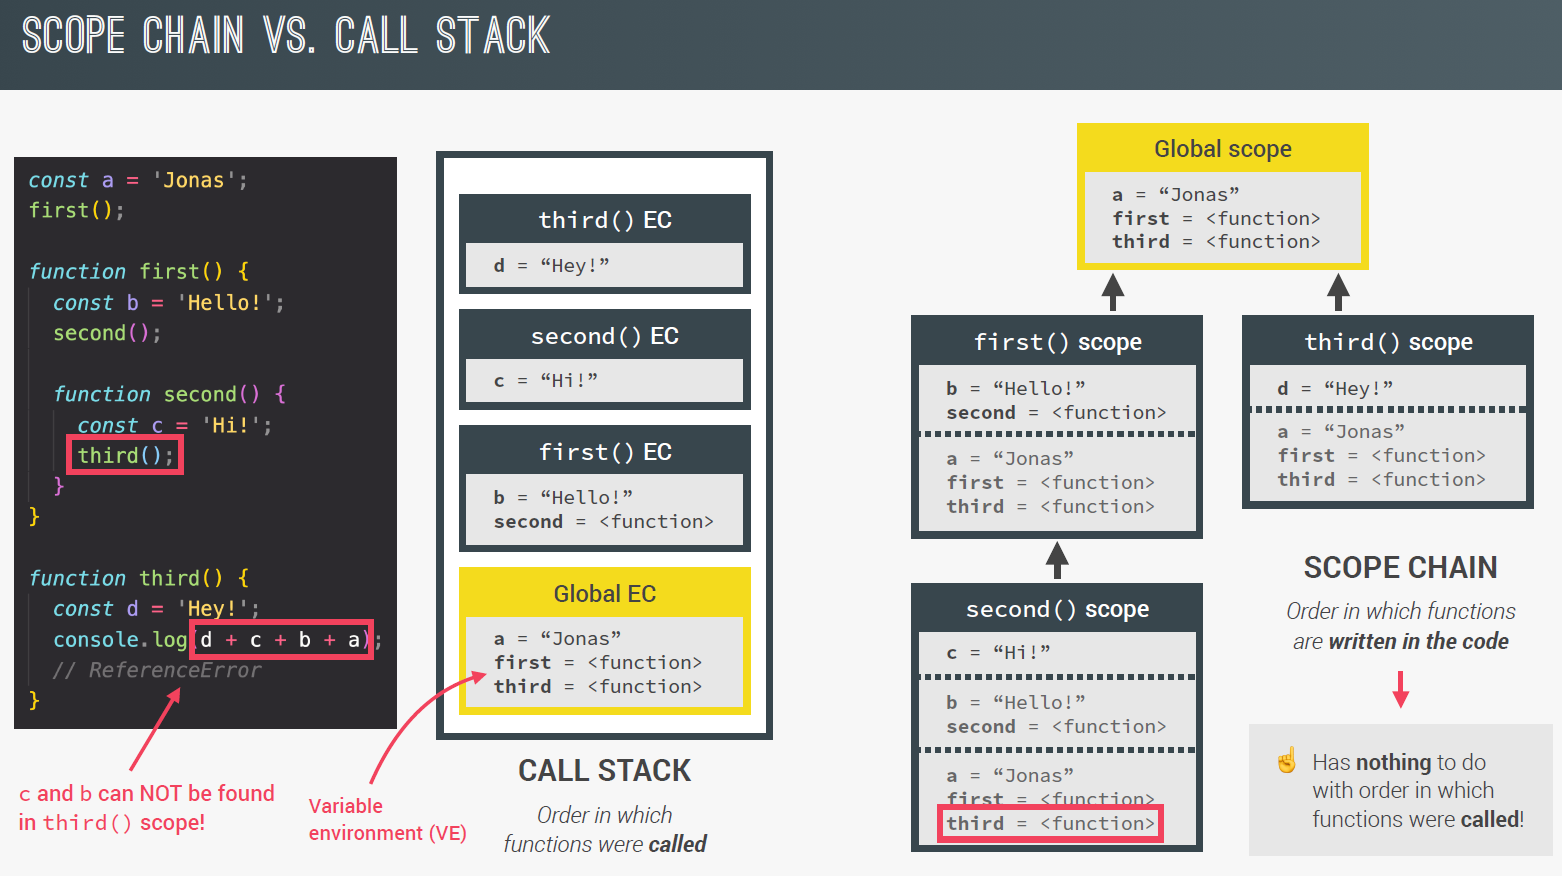 SCOPE CHAIN VS. CALL STACK
const a = 'Jonas';
first();
function first() {
const b = 'Hello!';
second();
function second() {
const c = 'Hi!';
third();
}
}
function third() {
const d = 'Hey!';
console.log(d + c + b + a);
// ReferenceError
}
c and b can NOT be found
in third() scope!
third() EC
d = “Hey!”
second() EC
c = “Hi!”
first() EC
b = “Hello!”
second = <function>
Global EC
a = “Jonas”
first = <function>
third = <function>
Variable
environment (VE)
CALL STACK
Order in which
functions were called
Global scope
a = “Jonas”
first = <function>
third = <function>
first() scope
b = “Hello!”
second = <function>
a = “Jonas”
first = <function>
third = <function>
second() scope
c = “Hi!”
b = “Hello!”
second = <function>
a = “Jonas”
first = <function>
third = <function>
third() scope
d = “Hey!”
a = “Jonas”
first = <function>
third = <function>
SCOPE CHAIN
Order in which functions
are written in the code
☝ Has nothing to do
with order in which
functions were called!